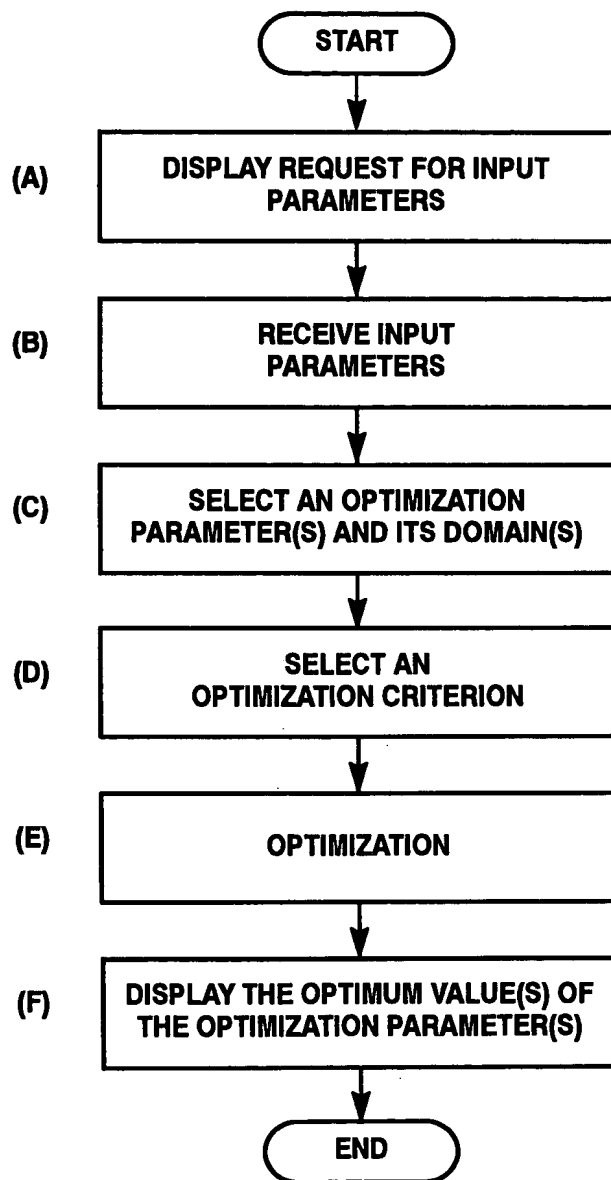 START
(A)
DISPLAY REQUEST FOR INPUT
PARAMETERS
(B)
RECEIVE INPUT
PARAMETERS
(C)
SELECT AN OPTIMIZATION
PARAMETER(S) AND ITS DOMAIN(S)
(D)
SELECT AN
OPTIMIZATION CRITERION
(E)
OPTIMIZATION
(F)
DISPLAY THE OPTIMUM VALUE(S) OF
THE OPTIMIZATION PARAMETER(S)
END